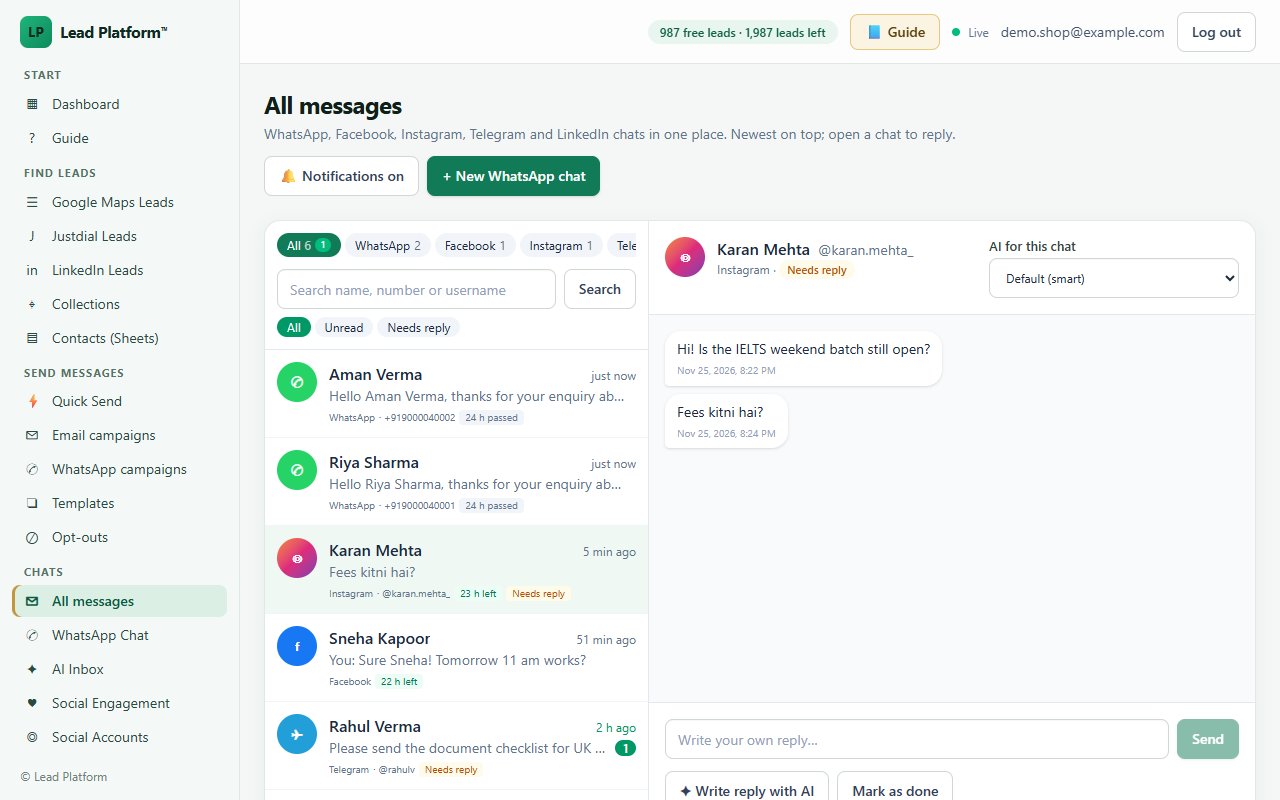 LP Lead Platform™
987 free leads · 1,987 leads left
Guide
Live
demo.shop@example.com
Log out
START
Dashboard
? Guide
FIND LEADS
Google Maps Leads
J Justdial Leads
in LinkedIn Leads
Collections
Contacts (Sheets)
SEND MESSAGES
Quick Send
Email campaigns
WhatsApp campaigns
Templates
Opt-outs
CHATS
All messages
WhatsApp Chat
AI Inbox
Social Engagement
Social Accounts
© Lead Platform
All messages
WhatsApp, Facebook, Instagram, Telegram and LinkedIn chats in one place. Newest on top; open a chat to reply.
Notifications on
+ New WhatsApp chat
All 6 1 WhatsApp 2 Facebook 1 Instagram 1 Tele
Search name, number or username
Search
All Unread Needs reply
Aman Verma just now
Hello Aman Verma, thanks for your enquiry ab...
WhatsApp · +919000040002 24 h passed
Riya Sharma just now
Hello Riya Sharma, thanks for your enquiry ab...
WhatsApp · +919000040001 24 h passed
Karan Mehta 5 min ago
Fees kitni hai?
Instagram · @karan.mehta_ 23 h left Needs reply
f Sneha Kapoor 51 min ago
You: Sure Sneha! Tomorrow 11 am works?
Facebook 22 h left
Rahul Verma 2 h ago
Please send the document checklist for UK ... 1
Telegram · @rahulv Needs reply
Karan Mehta @karan.mehta_
Instagram · Needs reply
AI for this chat
Default (smart)
Hi! Is the IELTS weekend batch still open?
Nov 25, 2026, 8:22 PM
Fees kitni hai?
Nov 25, 2026, 8:24 PM
Write your own reply...
Send
Write reply with AI
Mark as done